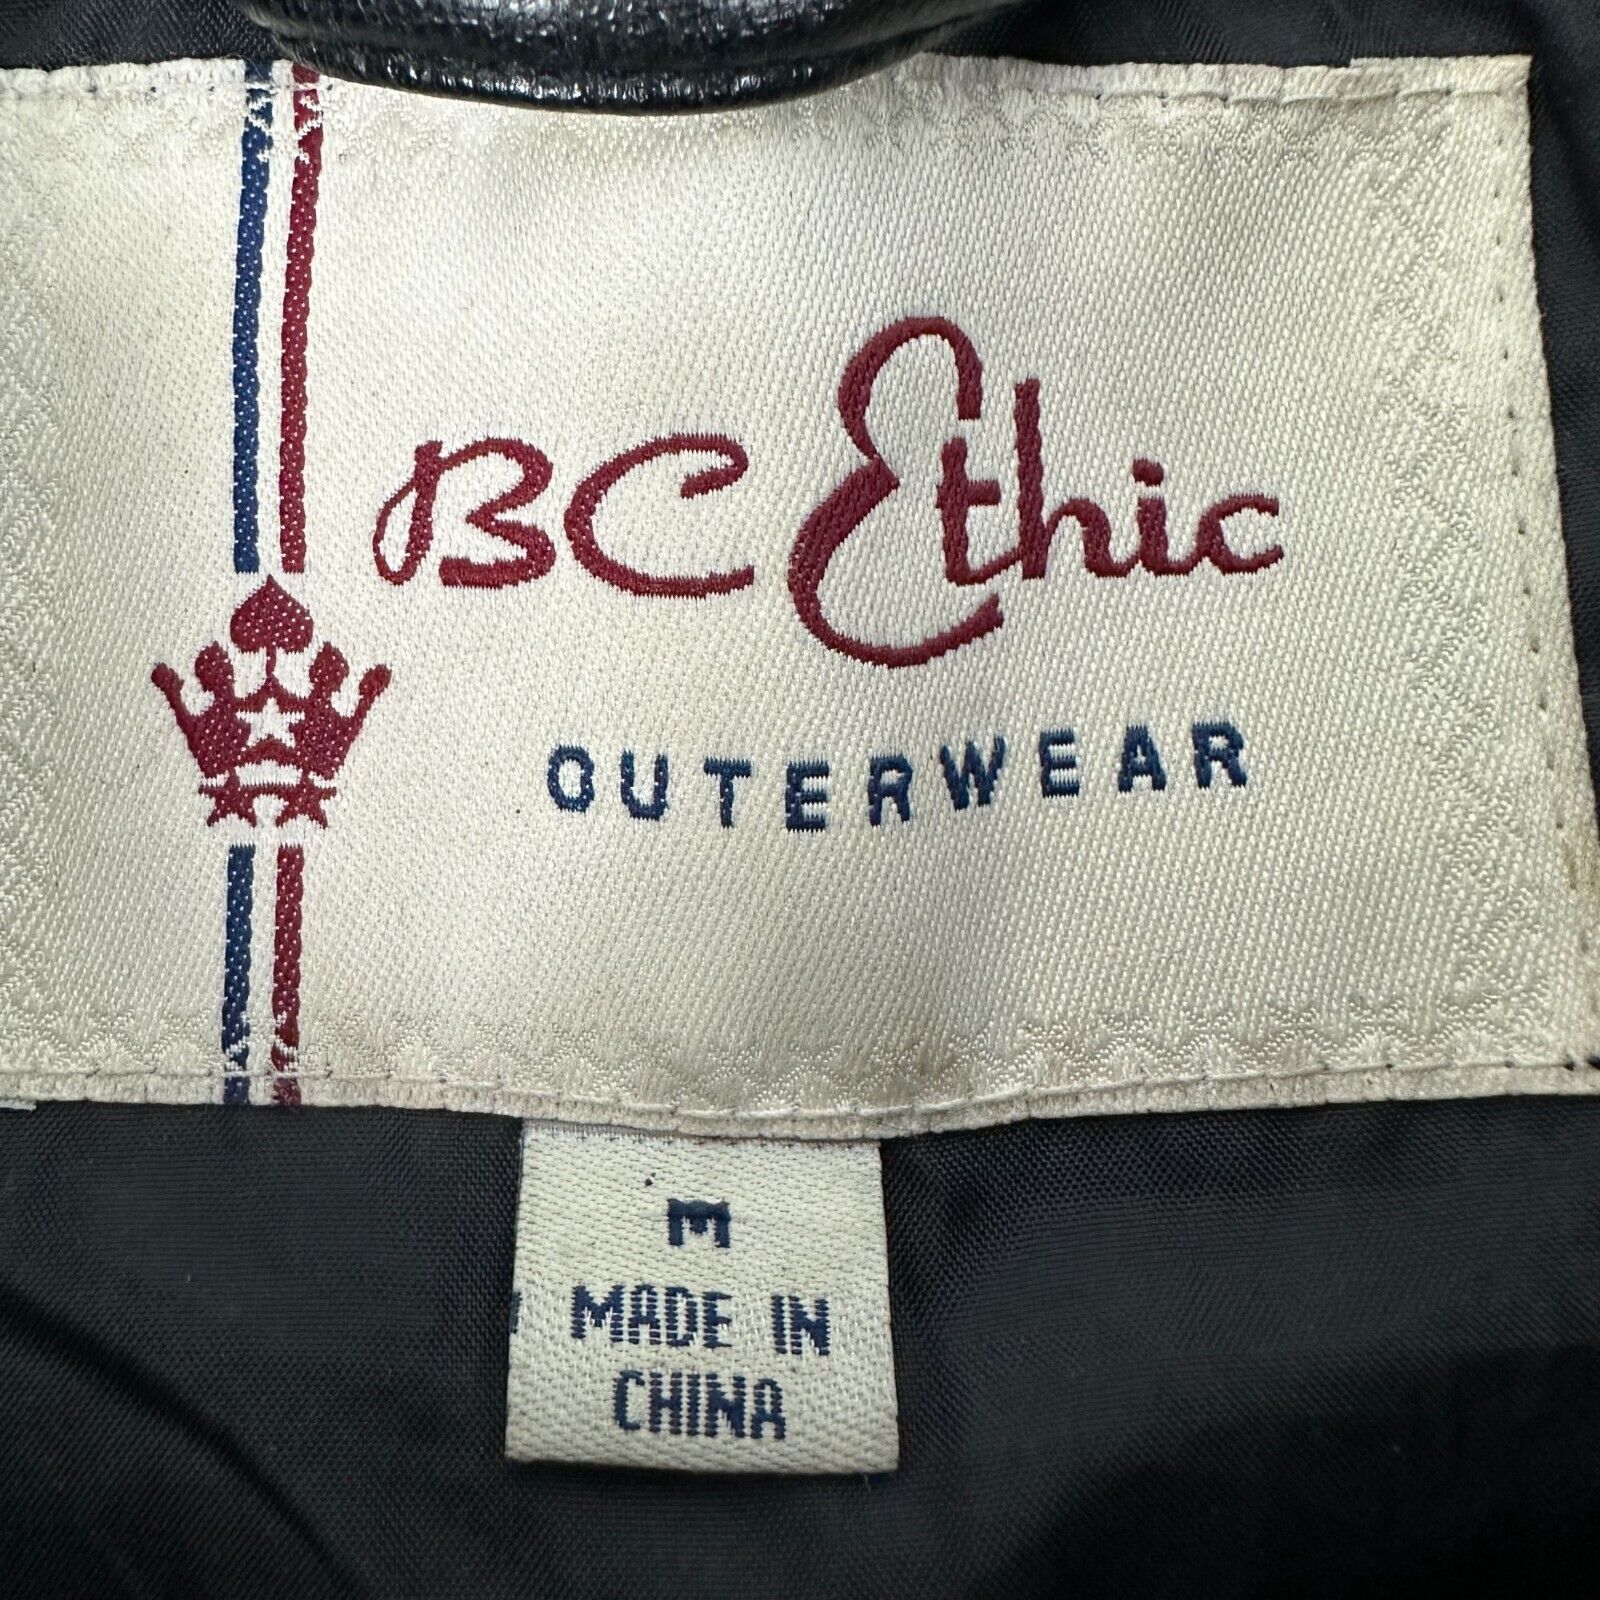 BC Ethic
OUTERWEAR
M
MADE IN
CHINA